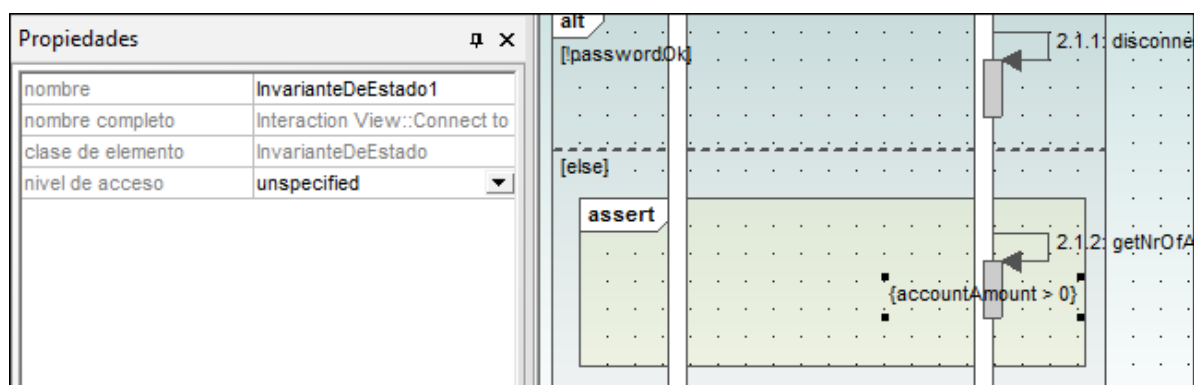 Propiedades
nombre InvarianteDeEstado1
nombre completo Interaction View::Connect to
clase de elemento InvarianteDeEstado
nivel de acceso unspecified
alt
[!passwordOk]
2.1.1: disconne
[else]
assert
2.1.2: getNrOfA
{accountAmount > 0}